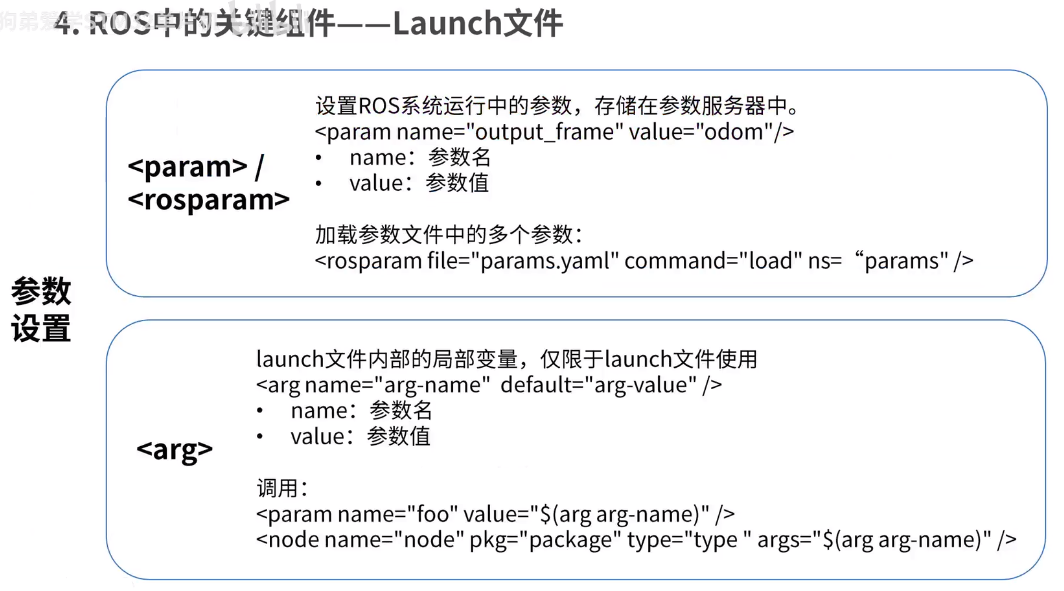 4. ROS中的关键组件——Launch文件
设置ROS系统运行中的参数，存储在参数服务器中。
<param name="output_frame" value="odom"/>
• name：参数名
• value：参数值
<param> /
<rosparam>
加载参数文件中的多个参数：
<rosparam file="params.yaml" command="load" ns=“params" />
参数
设置
launch文件内部的局部变量，仅限于launch文件使用
<arg name="arg-name" default="arg-value" />
• name：参数名
• value：参数值
<arg>
调用：
<param name="foo" value="$(arg arg-name)" />
<node name="node" pkg="package" type="type " args="$(arg arg-name)" />